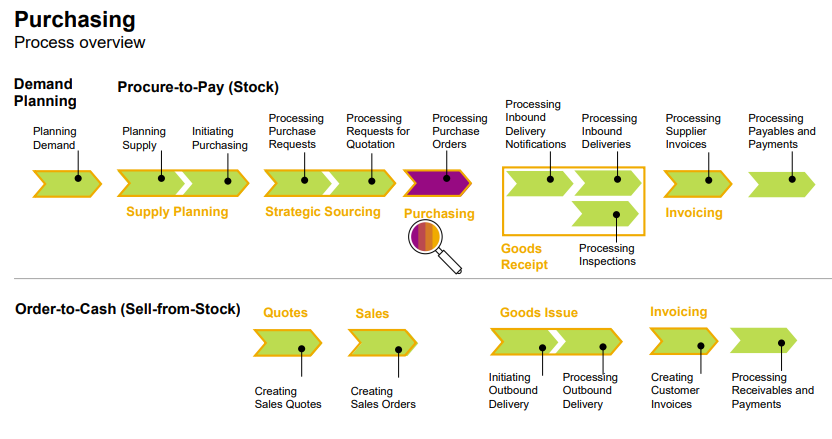 Purchasing
Process overview
Demand
Planning
Procure-to-Pay (Stock)
Planning
Demand
Planning
Supply
Initiating
Purchasing
Processing
Purchase
Requests
Processing
Requests for
Quotation
Processing
Purchase
Orders
Processing
Inbound
Delivery
Notifications
Processing
Inbound
Deliveries
Processing
Supplier
Invoices
Processing
Payables and
Payments
Supply Planning
Strategic Sourcing
Purchasing
Goods
Receipt
Processing
Inspections
Invoicing
Order-to-Cash (Sell-from-Stock)
Quotes
Sales
Goods Issue
Invoicing
Creating
Sales Quotes
Creating
Sales Orders
Initiating
Outbound
Delivery
Processing
Outbound
Delivery
Creating
Customer
Invoices
Processing
Receivables and
Payments